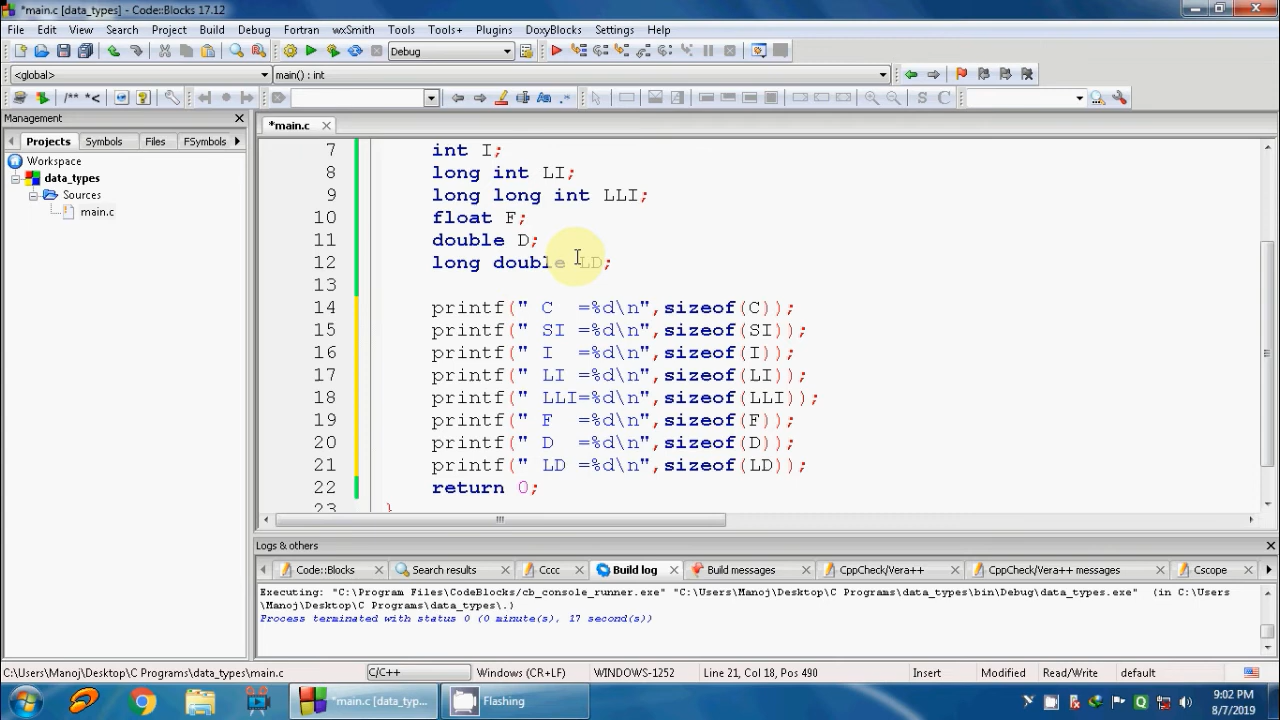 *main.c [data_types] - Code::Blocks 17.12
File Edit View Search Project Build Debug Fortran wxSmith Tools Tools+ Plugins DoxyBlocks Settings Help
Debug
<global> main() : int
/** *< S C
Management
Projects Symbols Files FSymbols
*main.c
Workspace
data_types
Sources
main.c
7 int I;
8 long int LI;
9 long long int LLI;
10 float F;
11 double D;
12 long double LD;
13
14 printf(" C  =%d\n",sizeof(C));
15 printf(" SI =%d\n",sizeof(SI));
16 printf(" I  =%d\n",sizeof(I));
17 printf(" LI =%d\n",sizeof(LI));
18 printf(" LLI=%d\n",sizeof(LLI));
19 printf(" F  =%d\n",sizeof(F));
20 printf(" D  =%d\n",sizeof(D));
21 printf(" LD =%d\n",sizeof(LD));
22 return 0;
23 }
Logs & others
Code::Blocks Search results Cccc Build log Build messages CppCheck/Vera++ CppCheck/Vera++ messages Cscope
Executing: "C:\Program Files\CodeBlocks/cb_console_runner.exe" "C:\Users\Manoj\Desktop\C Programs\data_types\bin\Debug\data_types.exe"  (in C:\Users
\Manoj\Desktop\C Programs\data_types\.)
Process terminated with status 0 (0 minute(s), 17 second(s))
C:\Users\Manoj\Desktop\C Programs\data_types\main.c C/C++ Windows (CR+LF) WINDOWS-1252 Line 21, Col 18, Pos 490 Insert Modified Read/Write default
*main.c [data_typ... Flashing
9:02 PM
8/7/2019